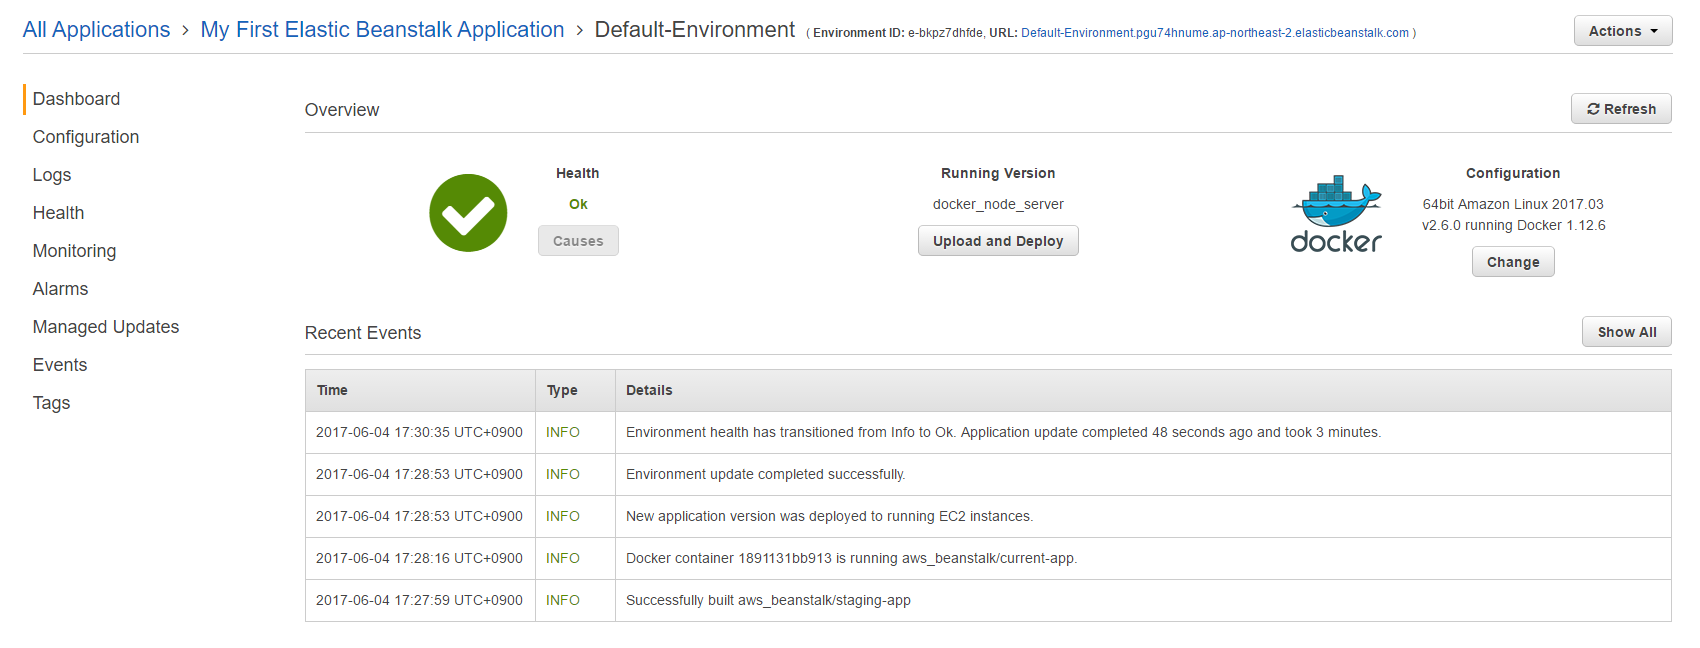 All Applications > My First Elastic Beanstalk Application > Default-Environment ( Environment ID: e-bkpz7dhfde, URL: Default-Environment.pgu74hnume.ap-northeast-2.elasticbeanstalk.com )
Actions
Dashboard
Configuration
Logs
Health
Monitoring
Alarms
Managed Updates
Events
Tags
Overview
Refresh
Health
Ok
Causes
Running Version
docker_node_server
Upload and Deploy
docker
Configuration
64bit Amazon Linux 2017.03
v2.6.0 running Docker 1.12.6
Change
Recent Events
Show All
Time Type Details
2017-06-04 17:30:35 UTC+0900 INFO Environment health has transitioned from Info to Ok. Application update completed 48 seconds ago and took 3 minutes.
2017-06-04 17:28:53 UTC+0900 INFO Environment update completed successfully.
2017-06-04 17:28:53 UTC+0900 INFO New application version was deployed to running EC2 instances.
2017-06-04 17:28:16 UTC+0900 INFO Docker container 1891131bb913 is running aws_beanstalk/current-app.
2017-06-04 17:27:59 UTC+0900 INFO Successfully built aws_beanstalk/staging-app